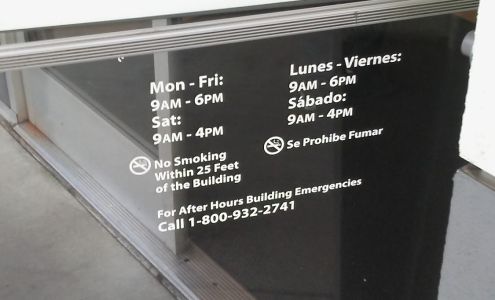 Mon - Fri:
9AM - 6PM
Sat:
9AM - 4PM
No Smoking
Within 25 Feet
of the Building
Lunes - Viernes:
9AM - 6PM
Sábado:
9AM - 4PM
Se Prohibe Fumar
For After Hours Building Emergencies
Call 1-800-932-2741